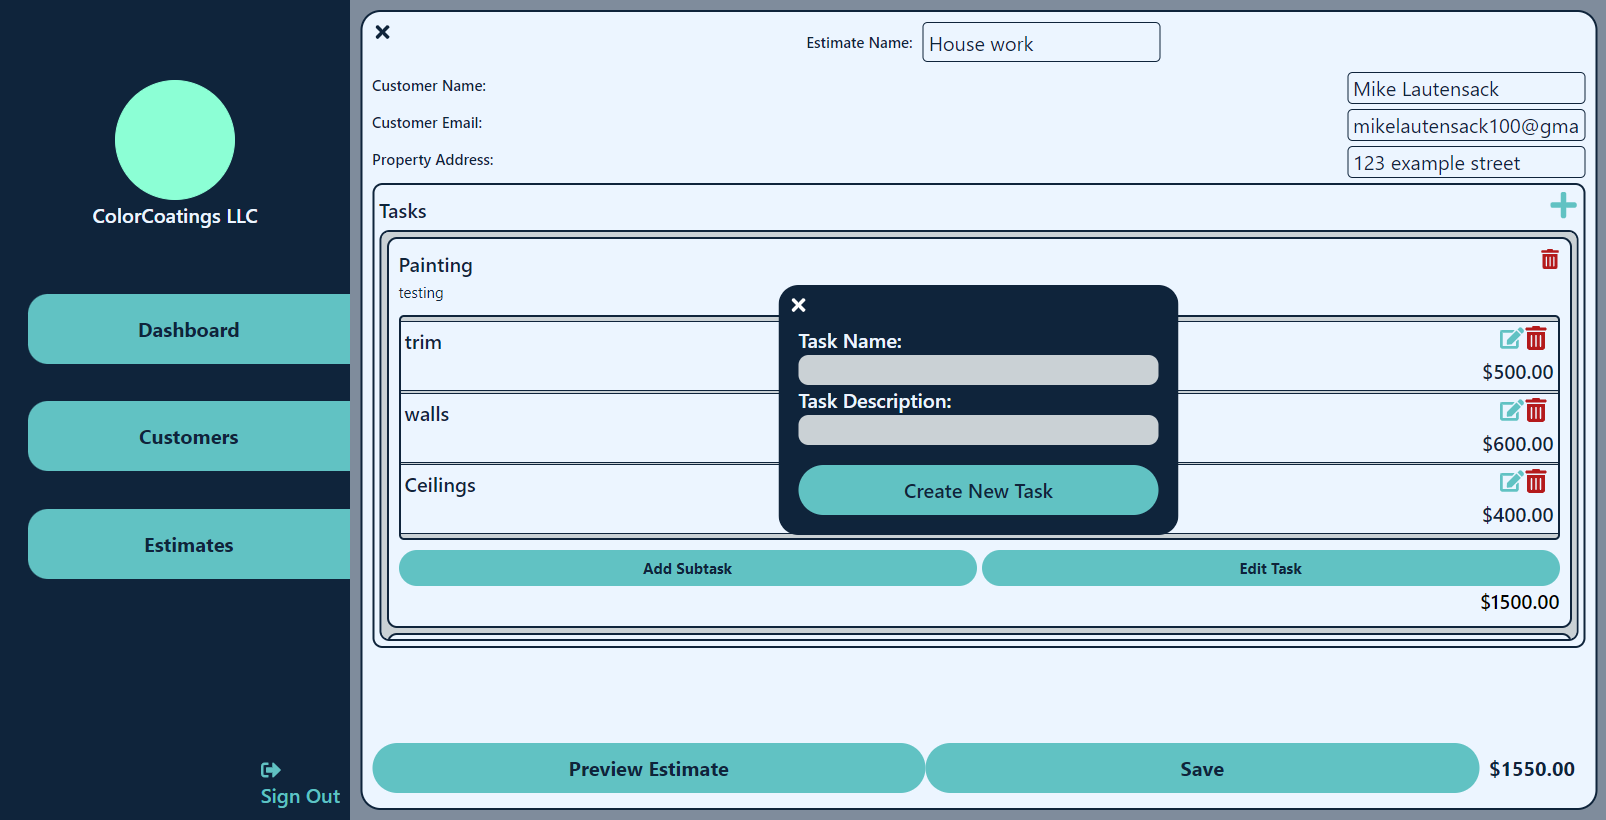 ColorCoatings LLC
Dashboard
Customers
Estimates
Sign Out
Estimate Name: House work
Customer Name: Mike Lautensack
Customer Email: mikelautensack100@gma
Property Address: 123 example street
Tasks
Painting
testing
trim
$500.00
walls
$600.00
Ceilings
$400.00
Add Subtask Edit Task
$1500.00
Task Name:
Task Description:
Create New Task
Preview Estimate Save $1550.00